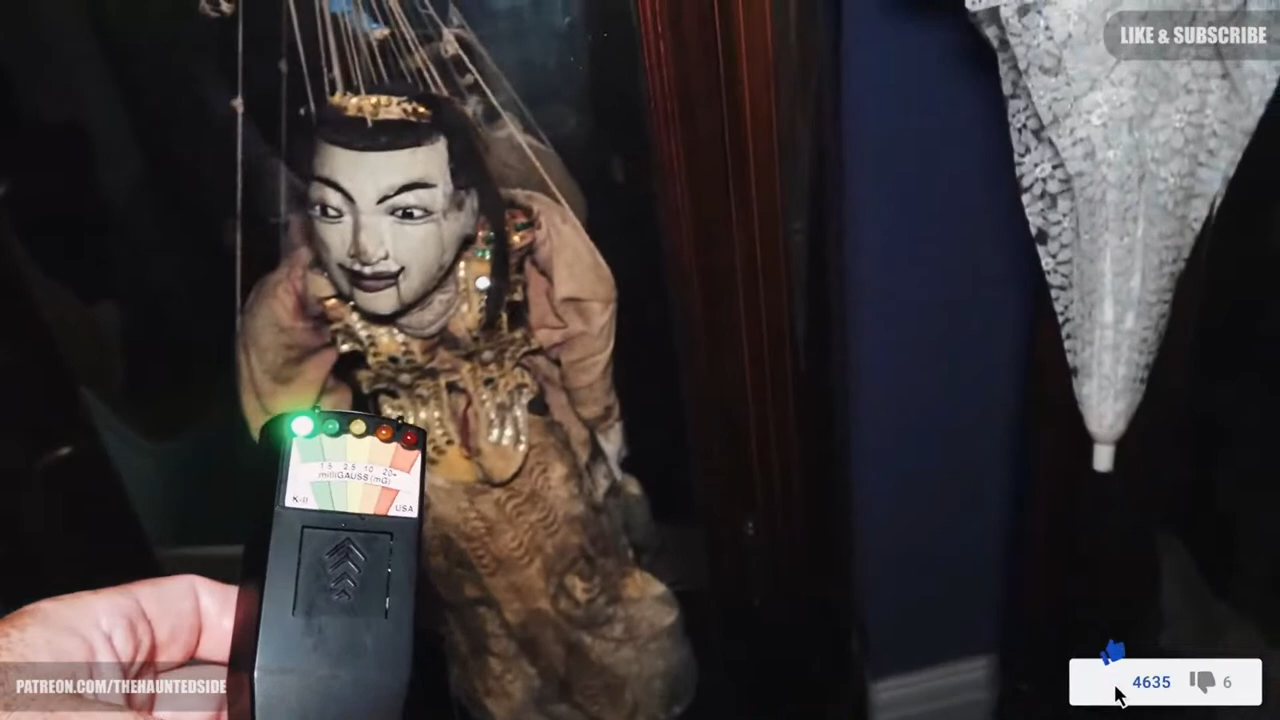 LIKE & SUBSCRIBE
1.5 2.5 10 20+
milliGAUSS (mG)
K-II
USA
PATREON.COM/THEHAUNTEDSIDE
4635 6